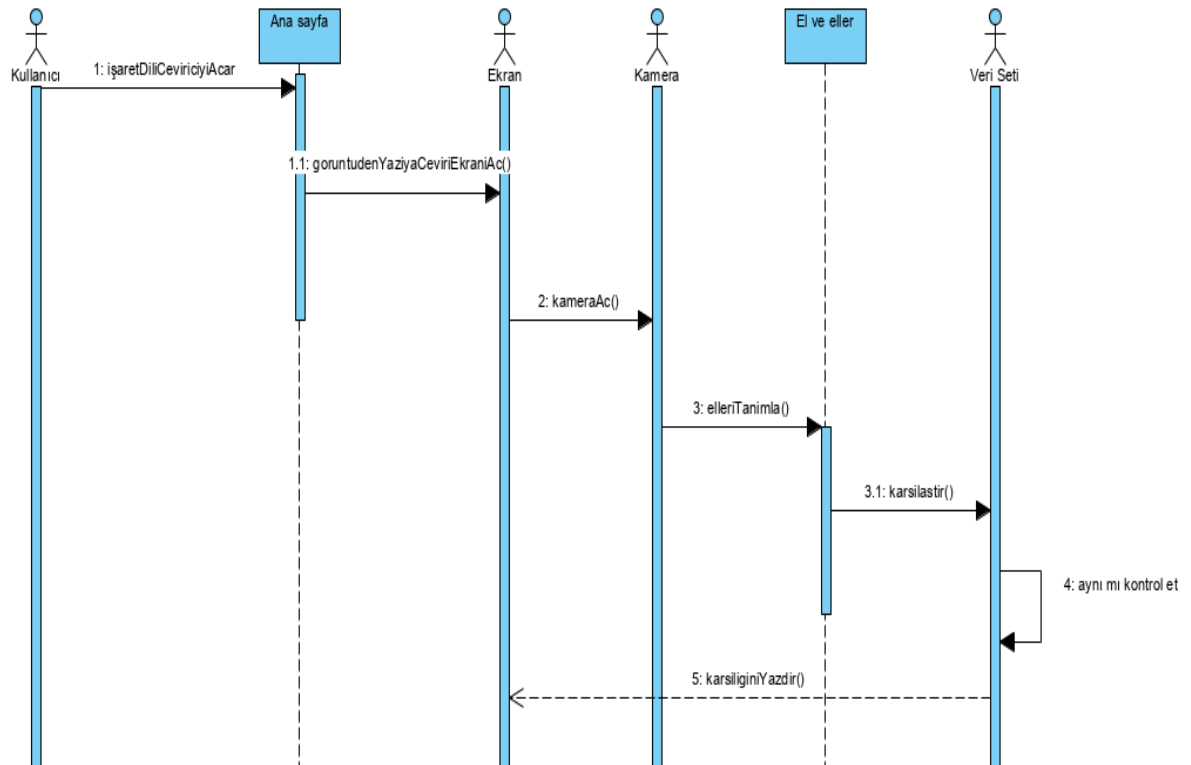 Ana sayfa
El ve eller
Kullanıcı
Ekran
Kamera
Veri Seti
1: işaretDiliCeviriciyiAcar
1.1: goruntudenYaziyaCeviriEkraniAc()
2: kameraAc()
3: elleriTanimla()
3.1: karsilastir()
4: aynı mı kontrol et
5: karsiliginiYazdir()